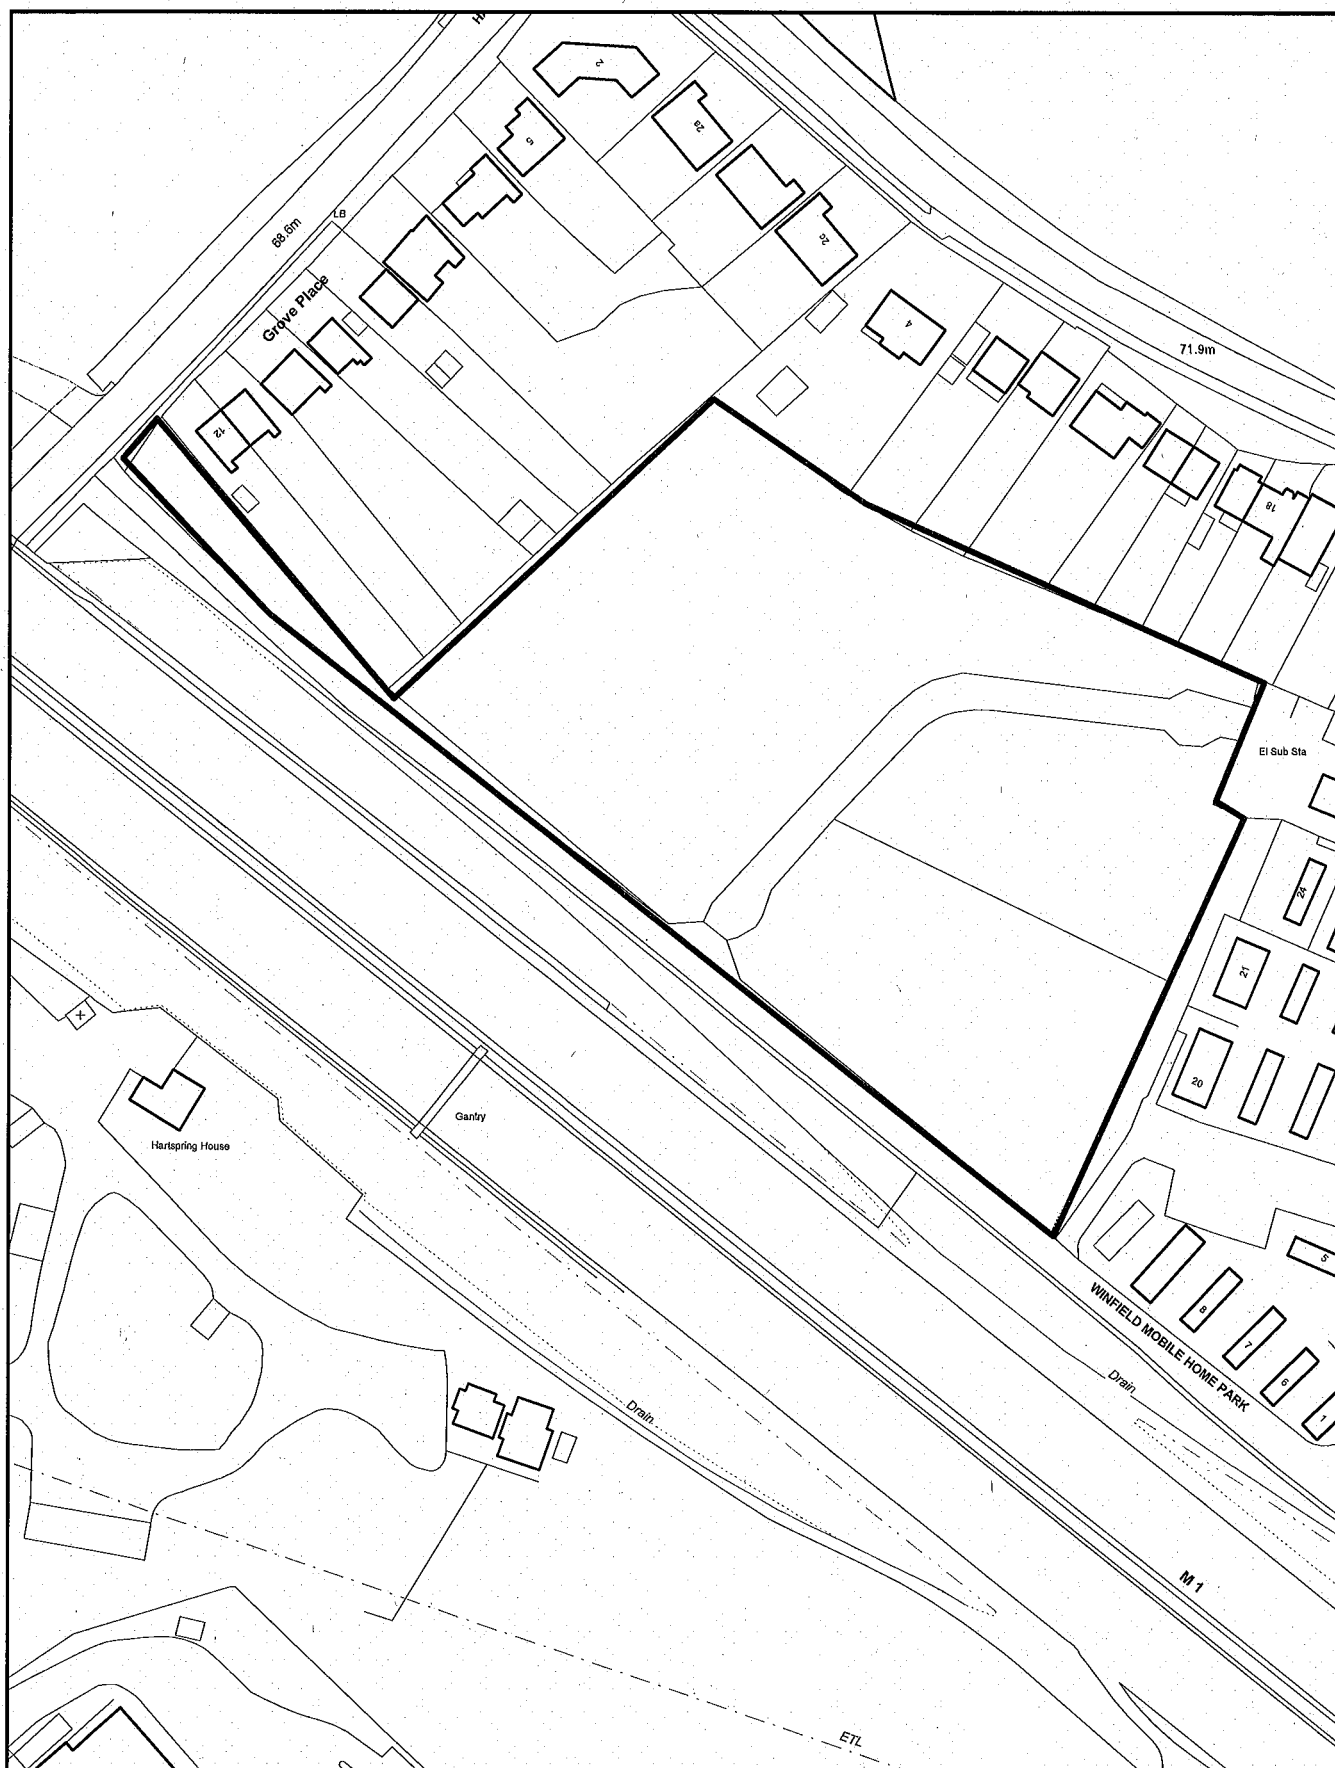 2
5
2a
68.6m
LB
2c
Grove Place
4
71.9m
12
18
El Sub Sta
24
21
X
20
Gantry
Hartspring House
5
WINFIELD MOBILE HOME PARK
8
7
6
1
Drain
Drain
M 1
ETL